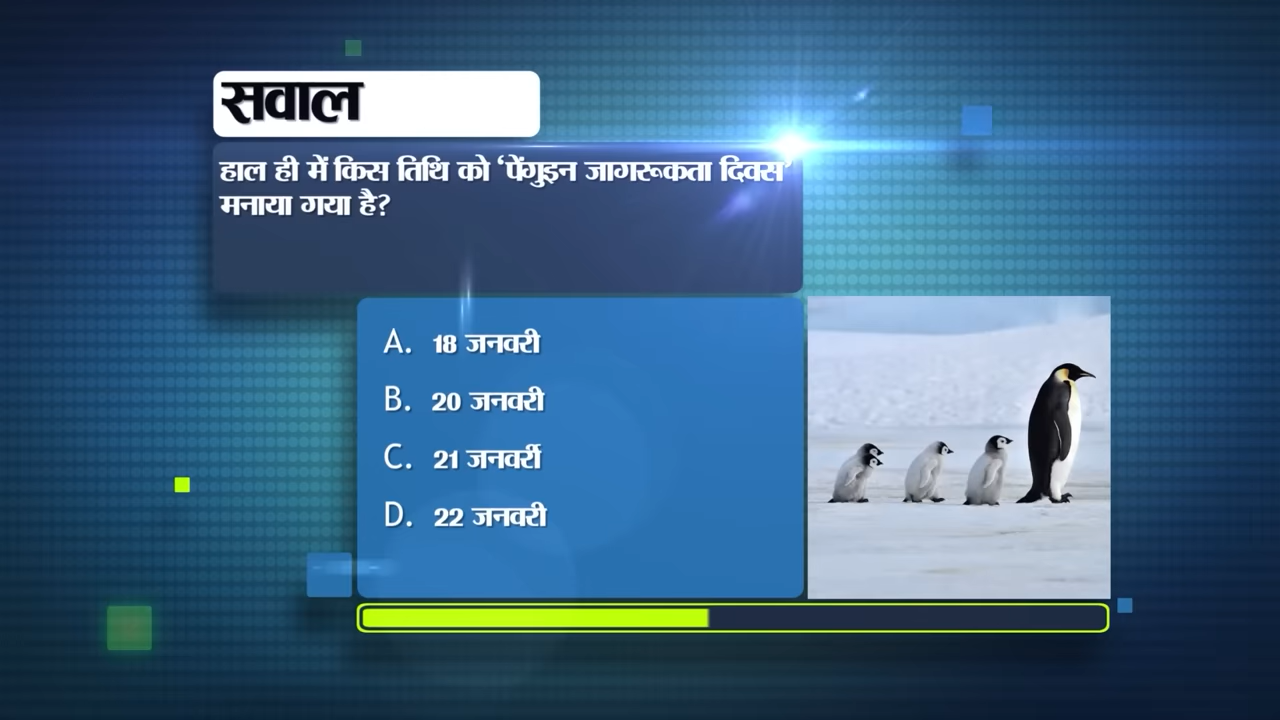 सवाल
हाल ही में किस तिथि को ‘पेंगुइन जागरूकता दिवस’
मनाया गया है?
A. 18 जनवरी
B. 20 जनवरी
C. 21 जनवर्री
D. 22 जनवरी